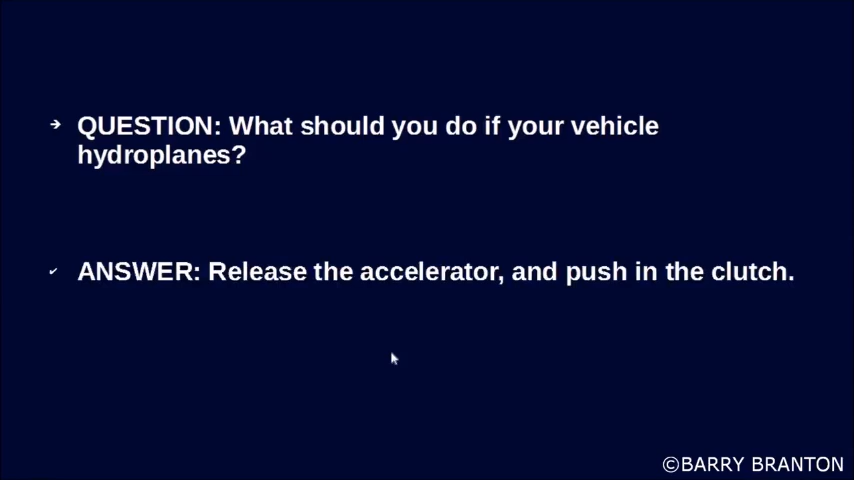 → QUESTION: What should you do if your vehicle
hydroplanes?
✓ ANSWER: Release the accelerator, and push in the clutch.
©BARRY BRANTON